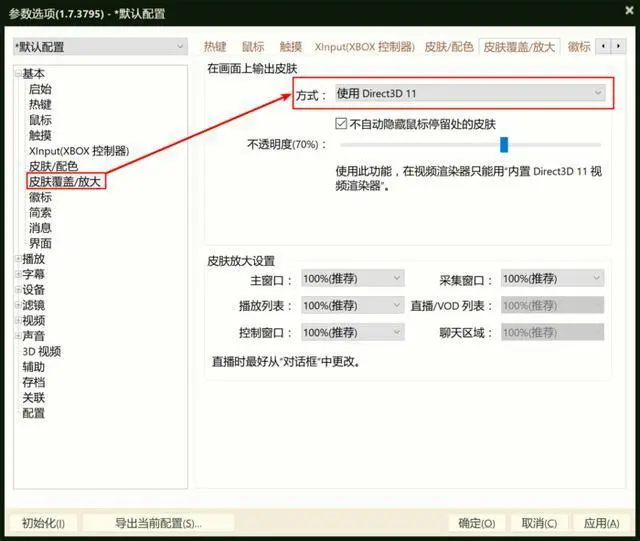 参数选项(1.7.3795) - *默认配置
*默认配置
热键 鼠标 触摸 XInput(XBOX 控制器) 皮肤/配色 皮肤覆盖/放大 徽标
基本
启始
热键
鼠标
触摸
XInput(XBOX 控制器)
皮肤/配色
皮肤覆盖/放大
徽标
简索
消息
界面
播放
字幕
设备
滤镜
视频
声音
3D 视频
辅助
存档
关联
配置
在画面上输出皮肤
方式： 使用 Direct3D 11
不自动隐藏鼠标停留处的皮肤
不透明度(70%)：
使用此功能，在视频渲染器只能用“内置 Direct3D 11 视
频渲染器”。
皮肤放大设置
主窗口： 100%(推荐) 采集窗口： 100%(推荐)
播放列表： 100%(推荐) 直播/VOD 列表： 100%(推荐)
控制窗口： 100%(推荐) 聊天区域： 100%(推荐)
直播时最好从“对话框”中更改。
初始化(I) 导出当前配置(S)... 确定(O) 取消(C) 应用(A)